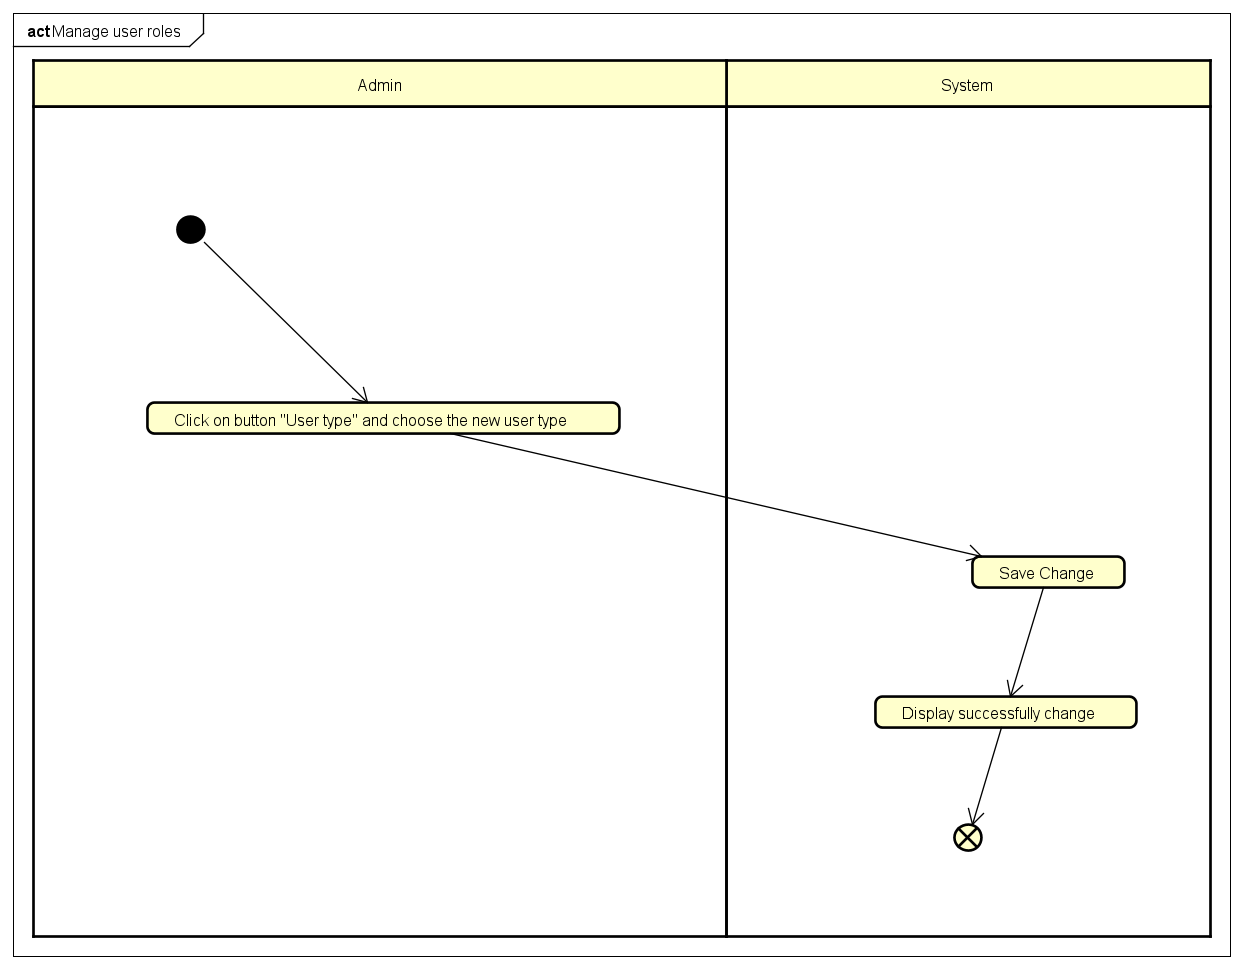 act Manage user roles
Admin
System
Click on button "User type" and choose the new user type
Save Change
Display successfully change